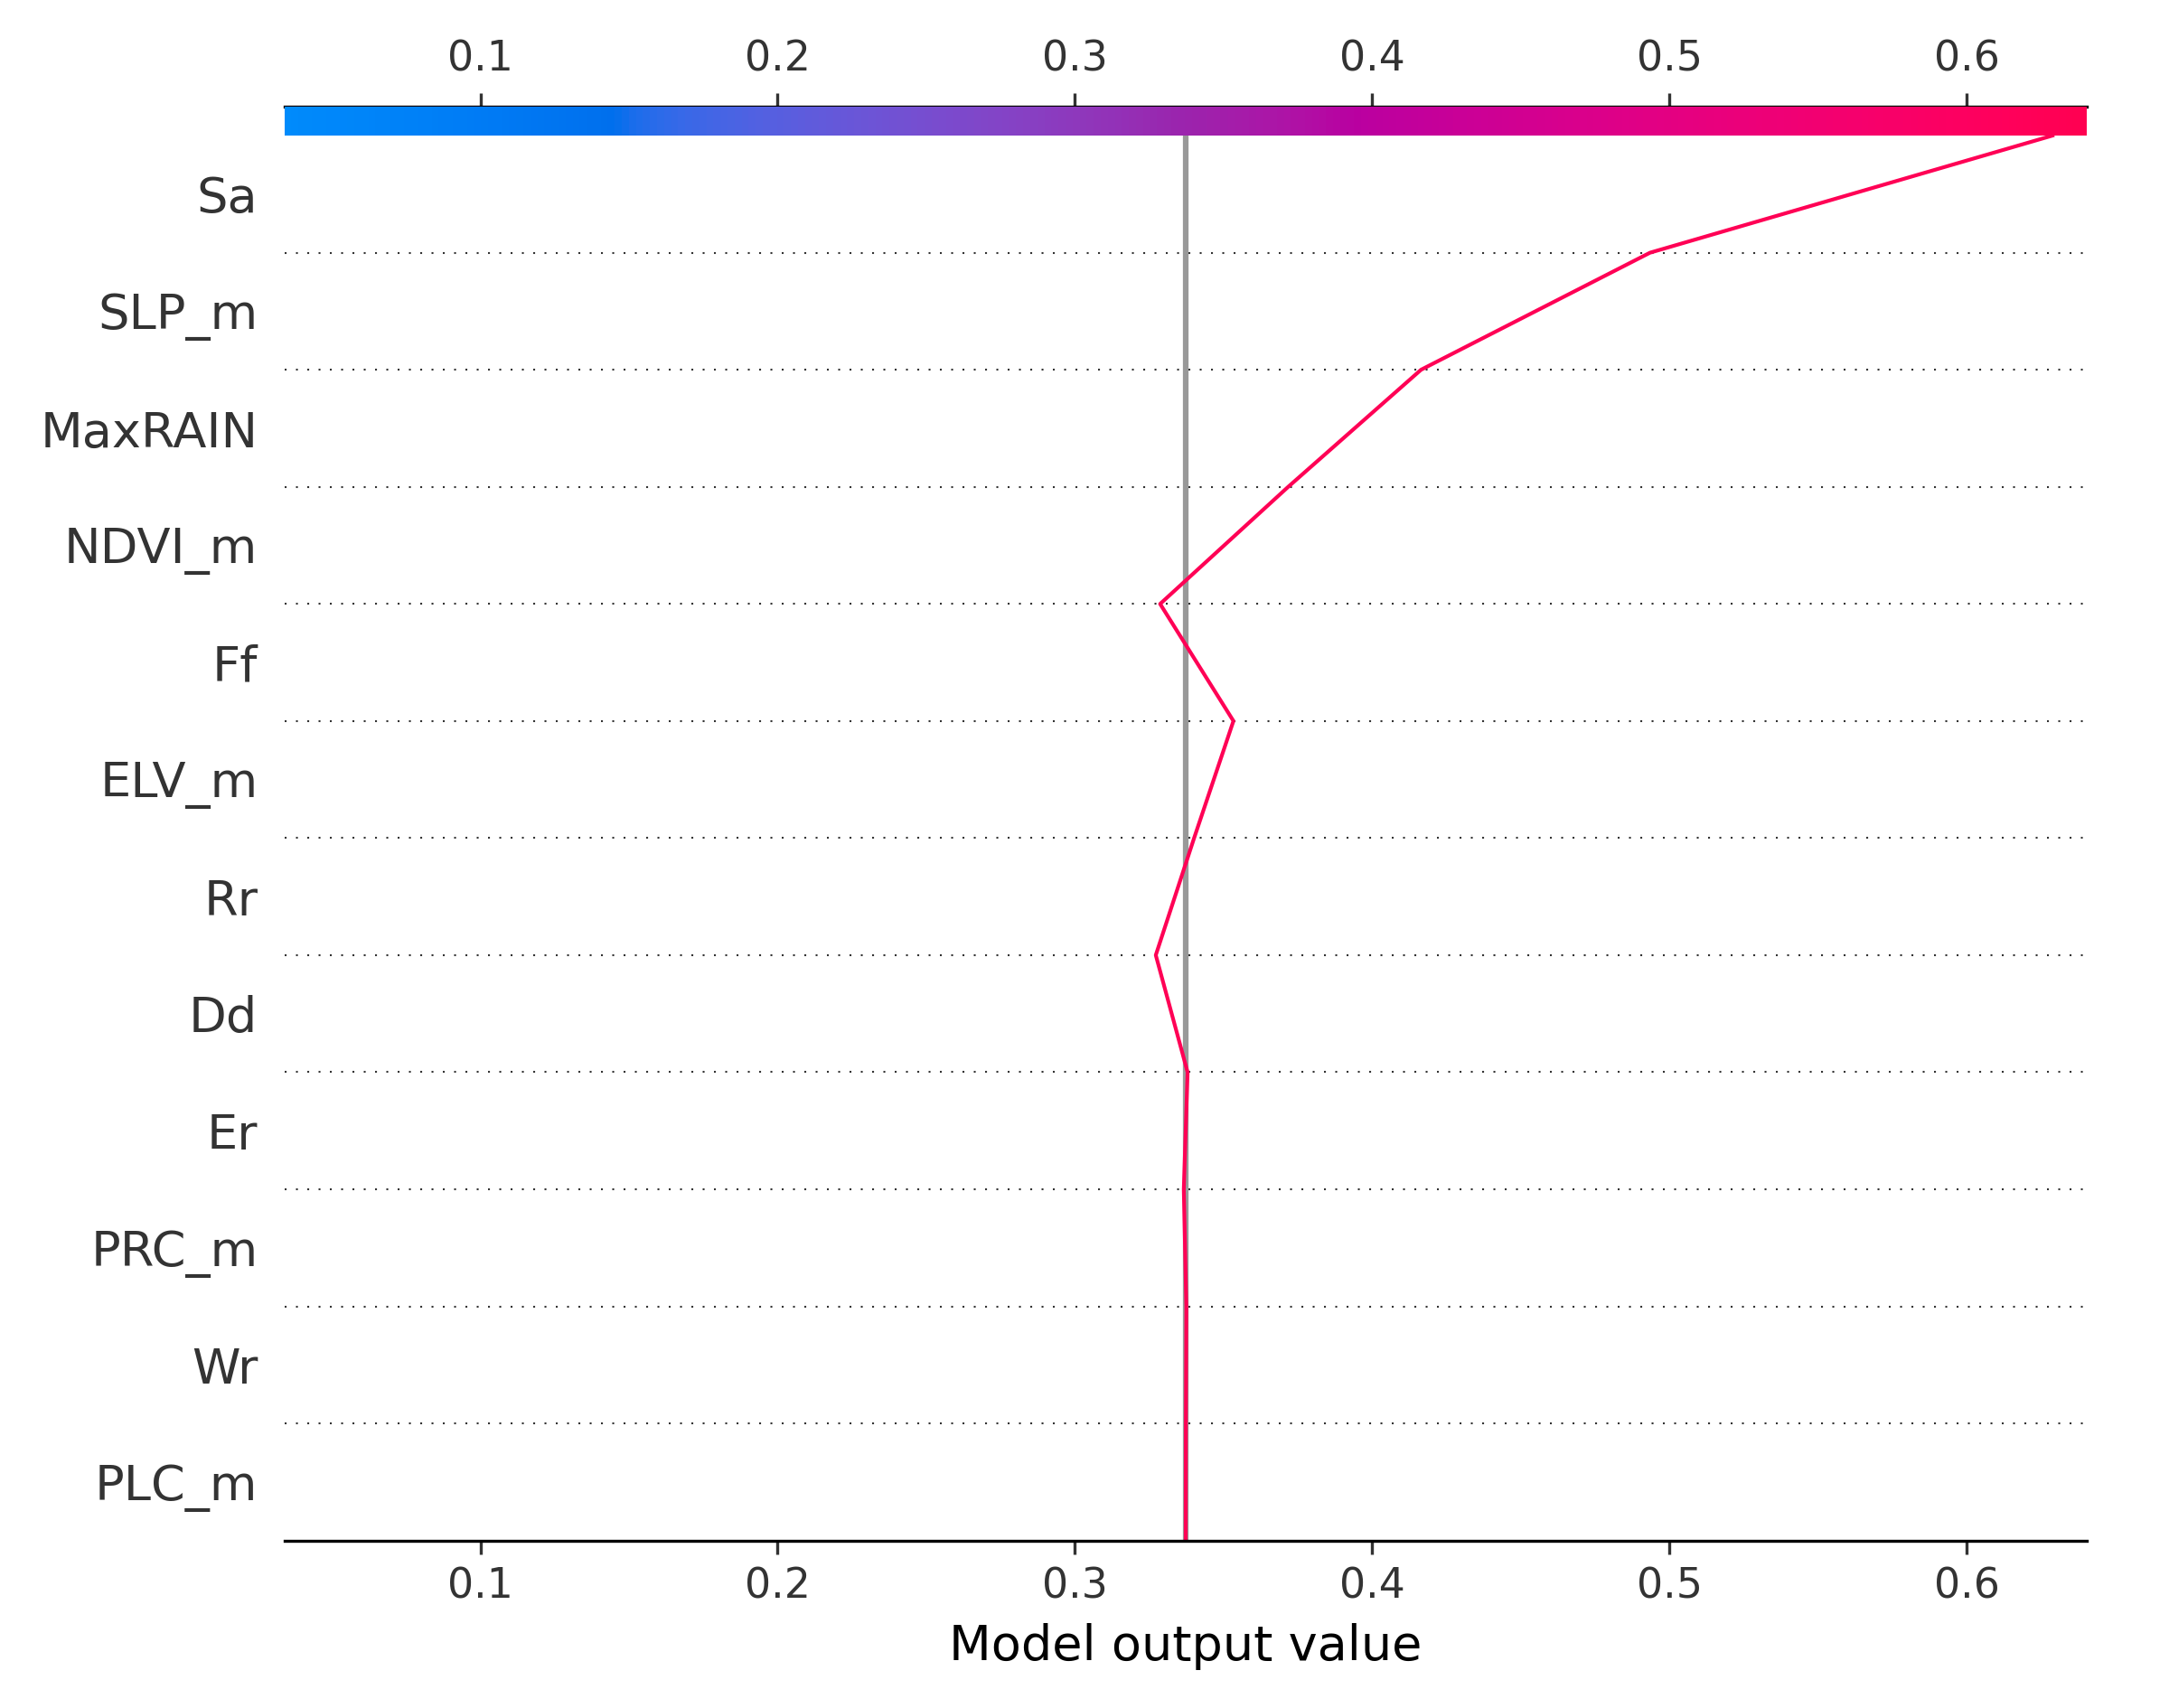 0.1 0.2 0.3 0.4 0.5 0.6
Sa
SLP_m
MaxRAIN
NDVI_m
Ff
ELV_m
Rr
Dd
Er
PRC_m
Wr
PLC_m
0.1 0.2 0.3 0.4 0.5 0.6
Model output value